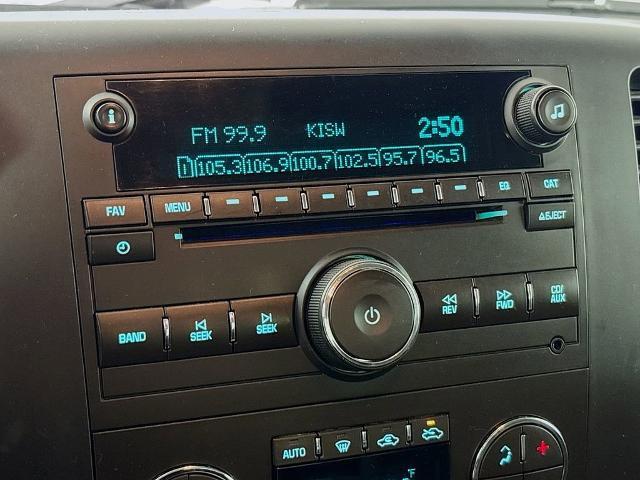 i
FM 99.9 KISW 2:50
1 105.3 106.9 100.7 102.5 95.7 96.5
FAV MENU EQ CAT
EJECT
BAND SEEK SEEK REV FWD CD/AUX
AUTO
°F